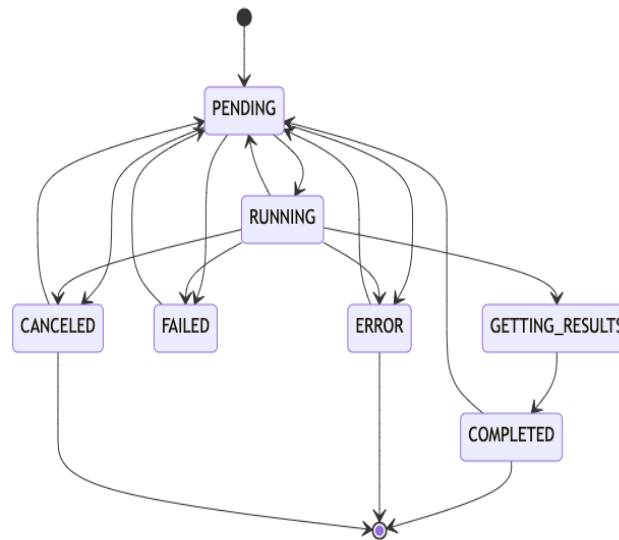 PENDING
RUNNING
CANCELED
FAILED
ERROR
GETTING_RESULTS
COMPLETED